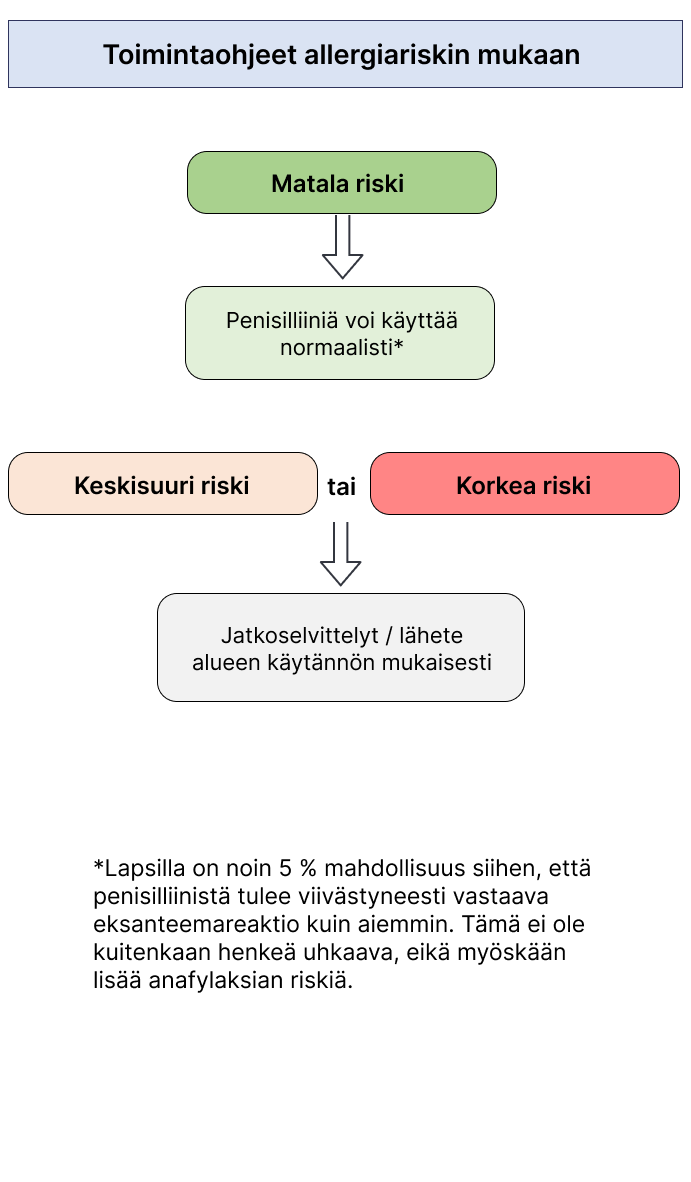 Toimintaohjeet allergiariskin mukaan
Matala riski
Penisilliiniä voi käyttää
normaalisti*
Keskisuuri riski tai Korkea riski
Jatkoselvittelyt / lähete
alueen käytännön mukaisesti
*Lapsilla on noin 5 % mahdollisuus siihen, että
penisilliinistä tulee viivästyneesti vastaava
eksanteemareaktio kuin aiemmin. Tämä ei ole
kuitenkaan henkeä uhkaava, eikä myöskään
lisää anafylaksian riskiä.